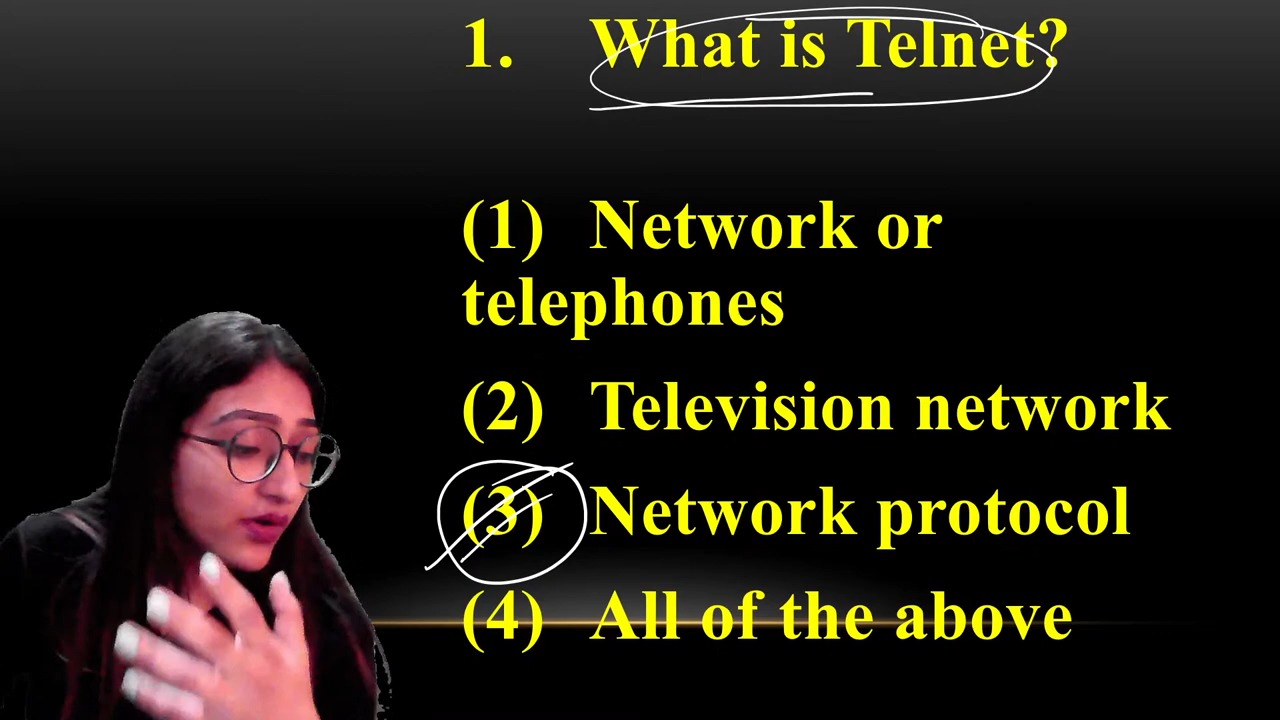 1. What is Telnet?
(1) Network or
telephones
(2) Television network
(3) Network protocol
(4) All of the above